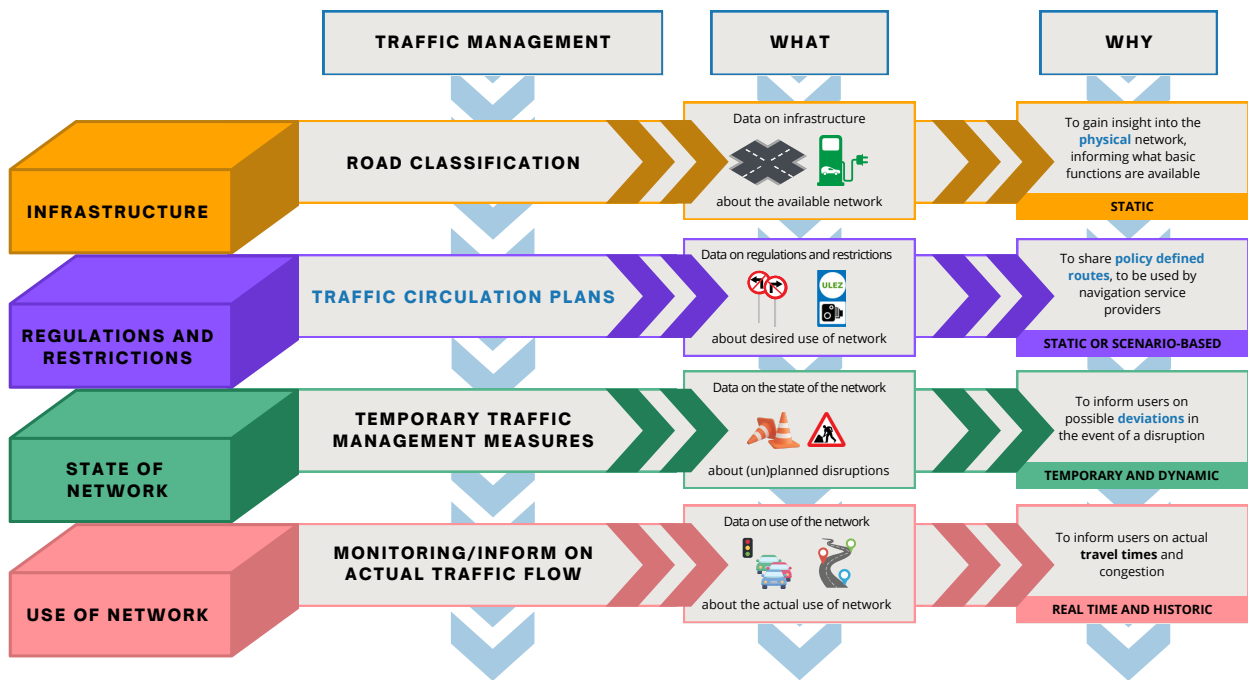 TRAFFIC MANAGEMENT
WHAT
WHY
INFRASTRUCTURE
ROAD CLASSIFICATION
Data on infrastructure
about the available network
To gain insight into the
physical network,
informing what basic
functions are available
STATIC
REGULATIONS AND
RESTRICTIONS
TRAFFIC CIRCULATION PLANS
Data on regulations and restrictions
ULEZ
about desired use of network
To share policy defined
routes, to be used by
navigation service
providers
STATIC OR SCENARIO-BASED
STATE OF
NETWORK
TEMPORARY TRAFFIC
MANAGEMENT MEASURES
Data on the state of the network
about (un)planned disruptions
To inform users on
possible deviations in
the event of a disruption
TEMPORARY AND DYNAMIC
USE OF NETWORK
MONITORING/INFORM ON
ACTUAL TRAFFIC FLOW
Data on use of the network
about the actual use of network
To inform users on actual
travel times and
congestion
REAL TIME AND HISTORIC